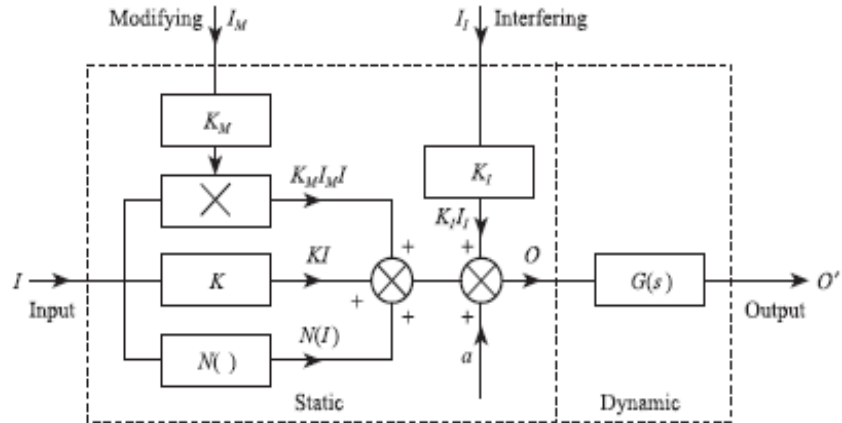 Modifying I_M
I_I Interfering
K_M
K_M I_M I
K_I
K_I I_I
+
+
O
I
KI
K
G(s)
O′
Input
+
+
+
Output
N(I)
N( )
a
Static
Dynamic